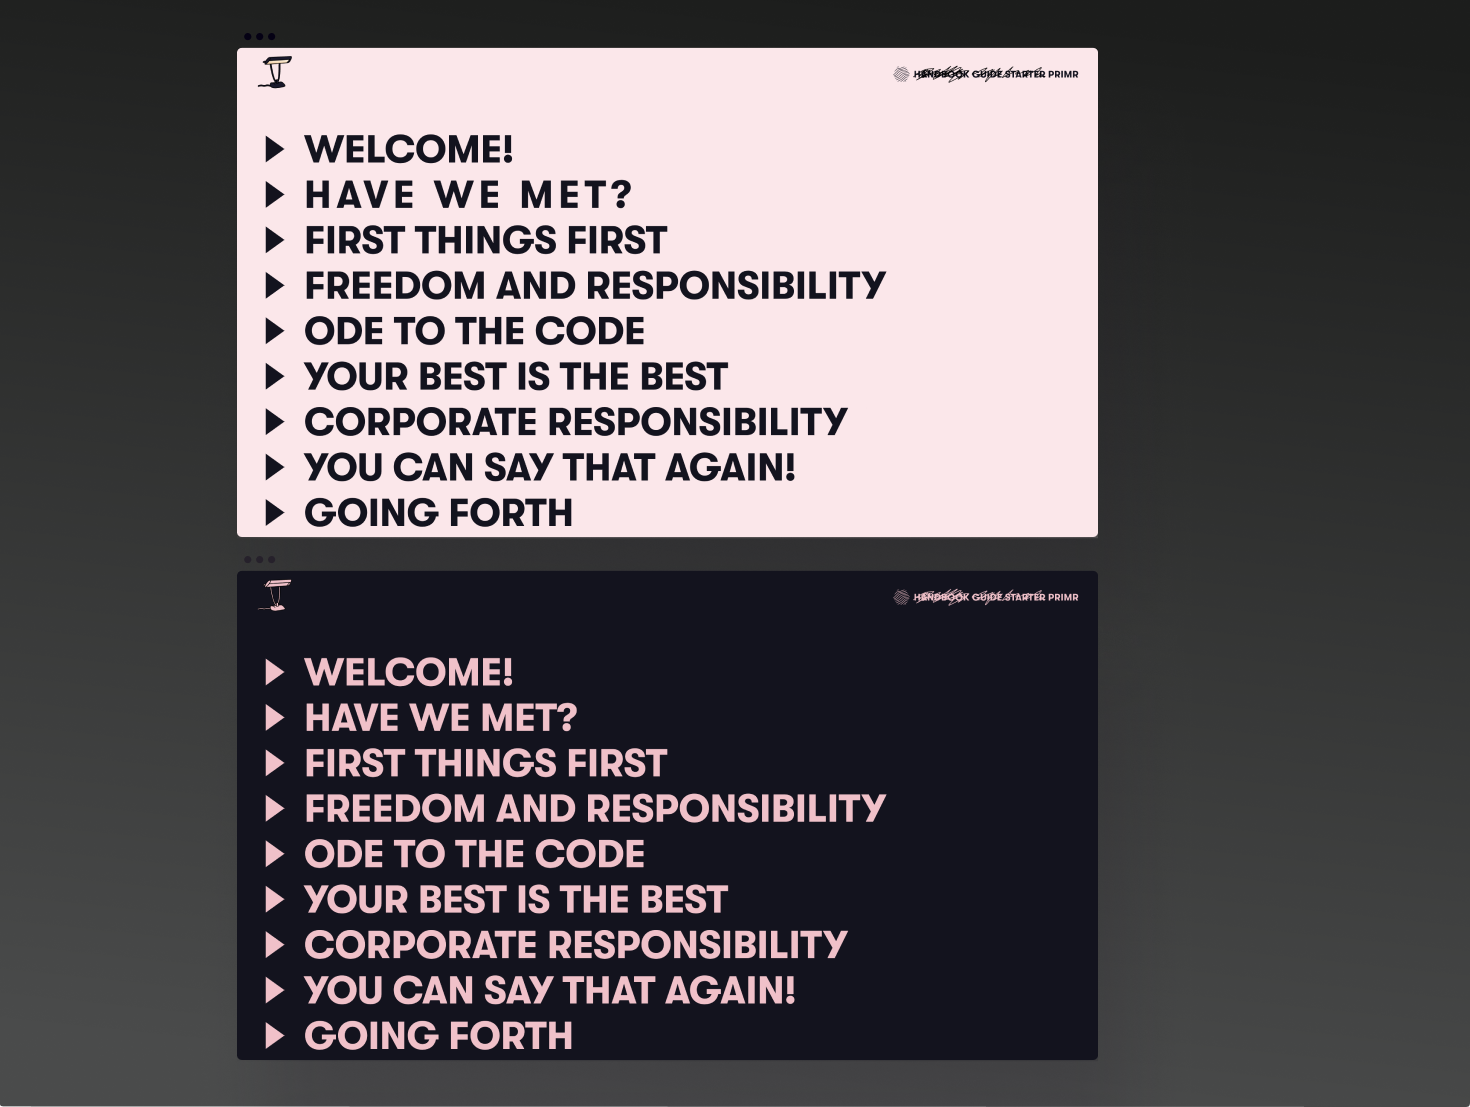 HANDBOOK GUIDE.STARTER PRIMR
WELCOME!
HAVE WE MET?
FIRST THINGS FIRST
FREEDOM AND RESPONSIBILITY
ODE TO THE CODE
YOUR BEST IS THE BEST
CORPORATE RESPONSIBILITY
YOU CAN SAY THAT AGAIN!
GOING FORTH
HANDBOOK GUIDE.STARTER PRIMR
WELCOME!
HAVE WE MET?
FIRST THINGS FIRST
FREEDOM AND RESPONSIBILITY
ODE TO THE CODE
YOUR BEST IS THE BEST
CORPORATE RESPONSIBILITY
YOU CAN SAY THAT AGAIN!
GOING FORTH